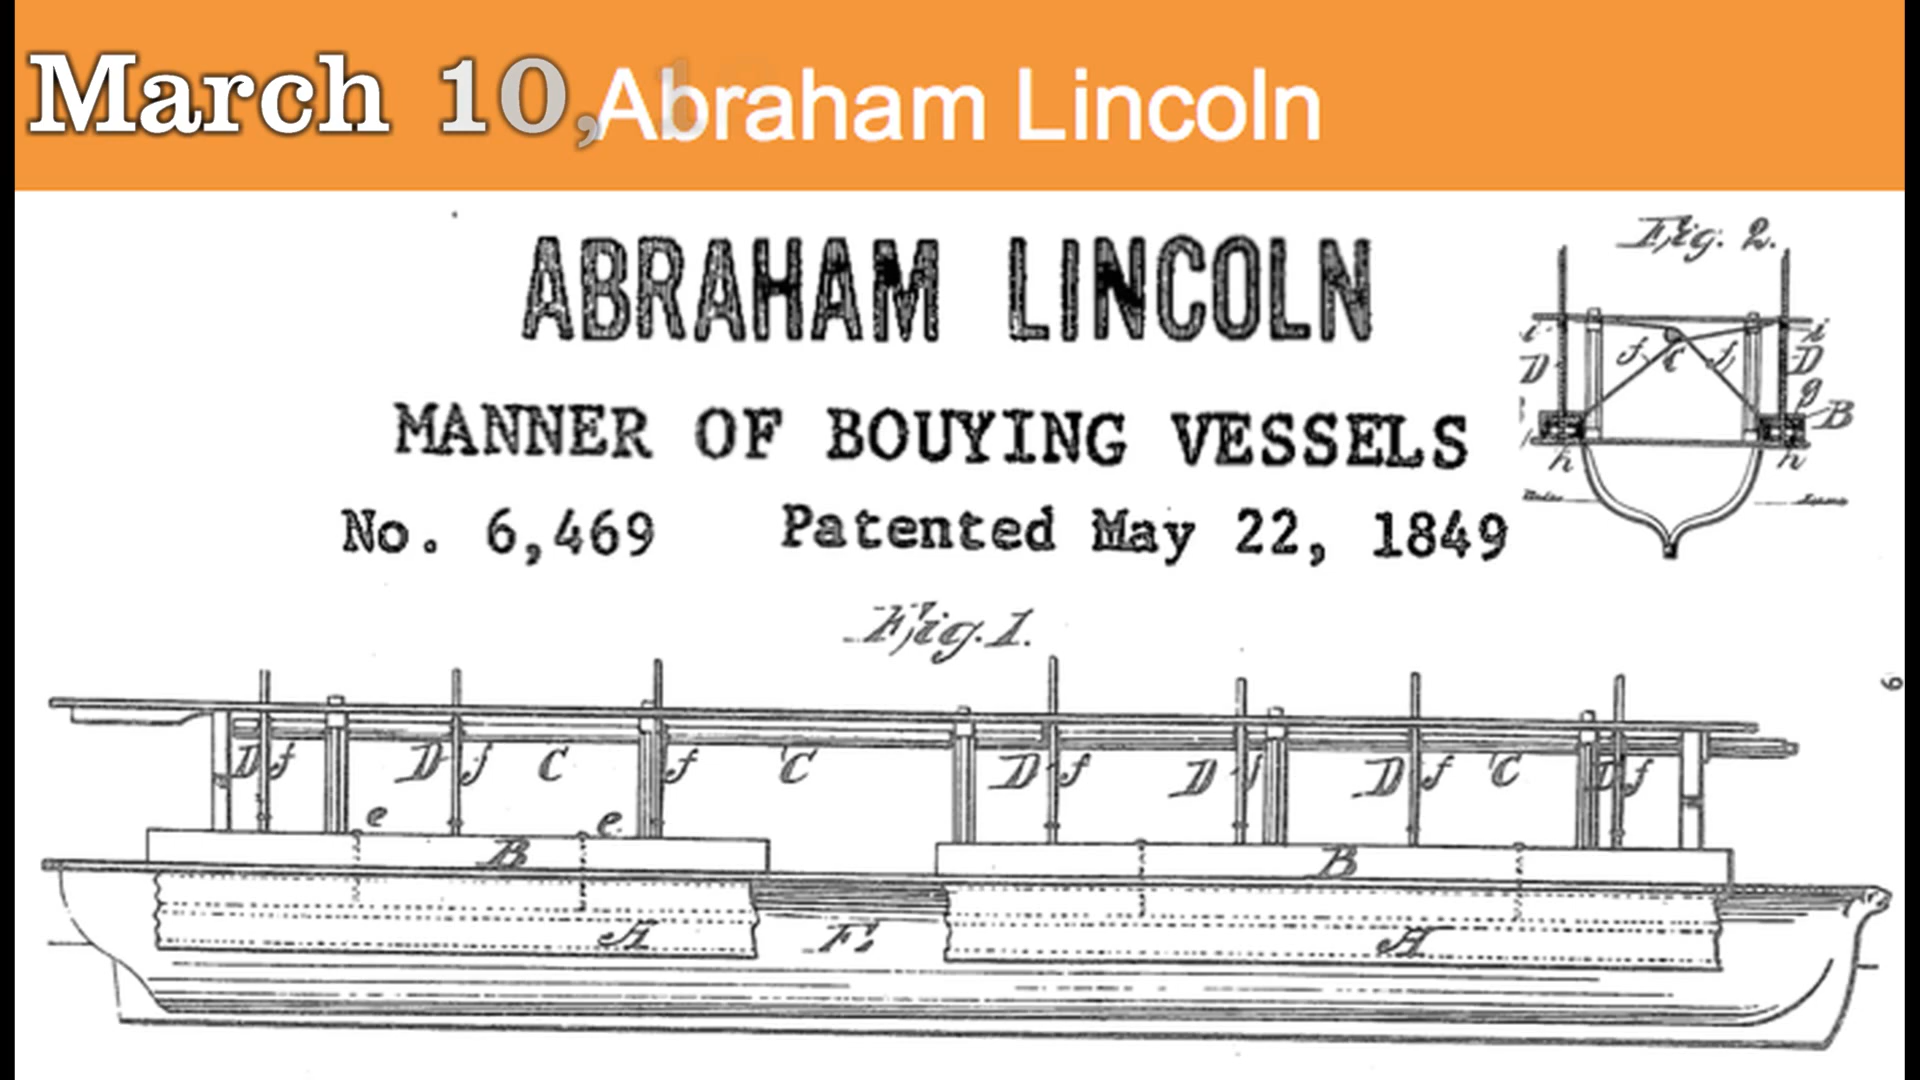 March 10, Abraham Lincoln
ABRAHAM LINCOLN
Fig. 2.
MANNER OF BOUYING VESSELS
No. 6,469 Patented May 22, 1849
i i
D f C f D
g
B
h h
Fig. 1.
D f D f C f C D f D f D f C D f
e e
B B
A E A
6